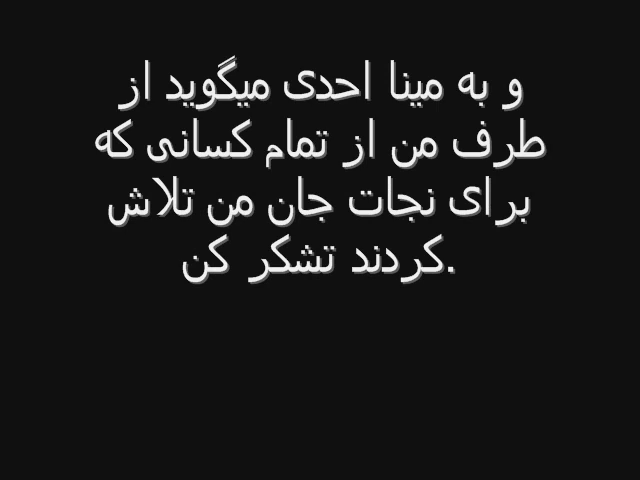 و به مینا احدی میگوید از
طرف من از تمام کسانی که
برای نجات جان من تلاش
.کردند تشکر کن